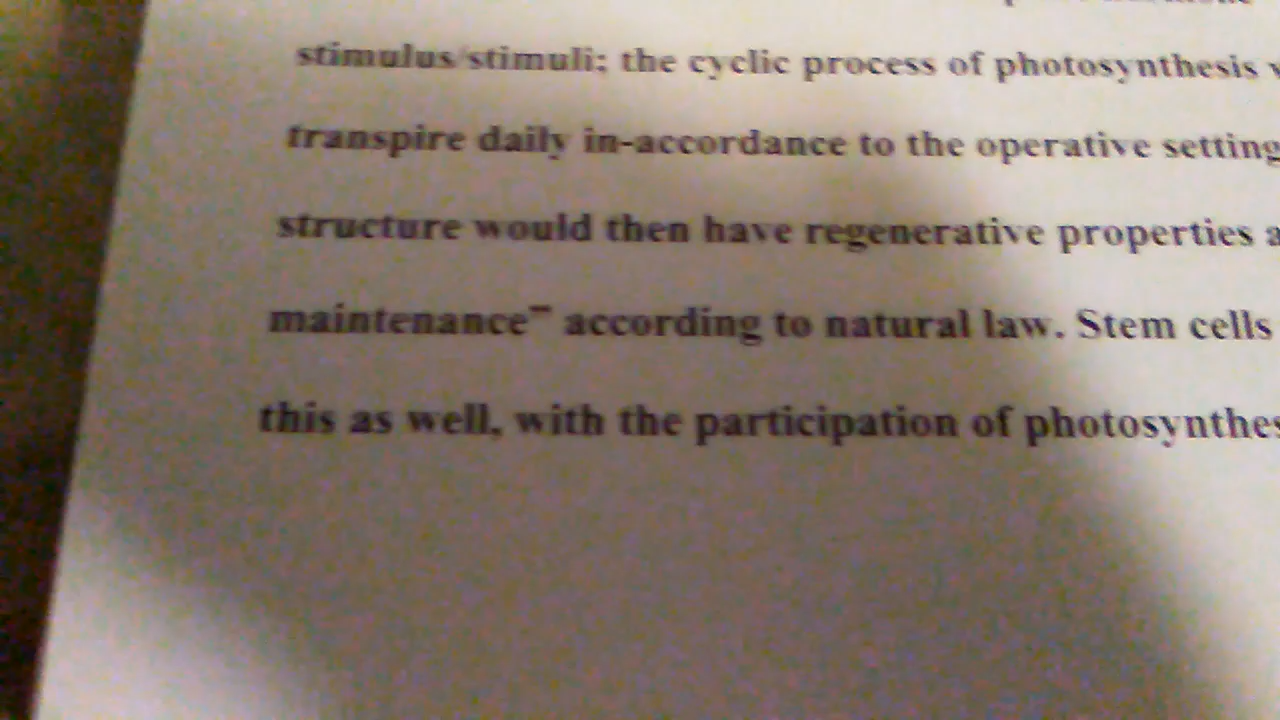 stimulus/stimuli; the cyclic process of photosynthesis
transpire daily in-accordance to the operative setting
structure would then have regenerative properties
maintenance‾ according to natural law. Stem cells
this as well, with the participation of photosynthes